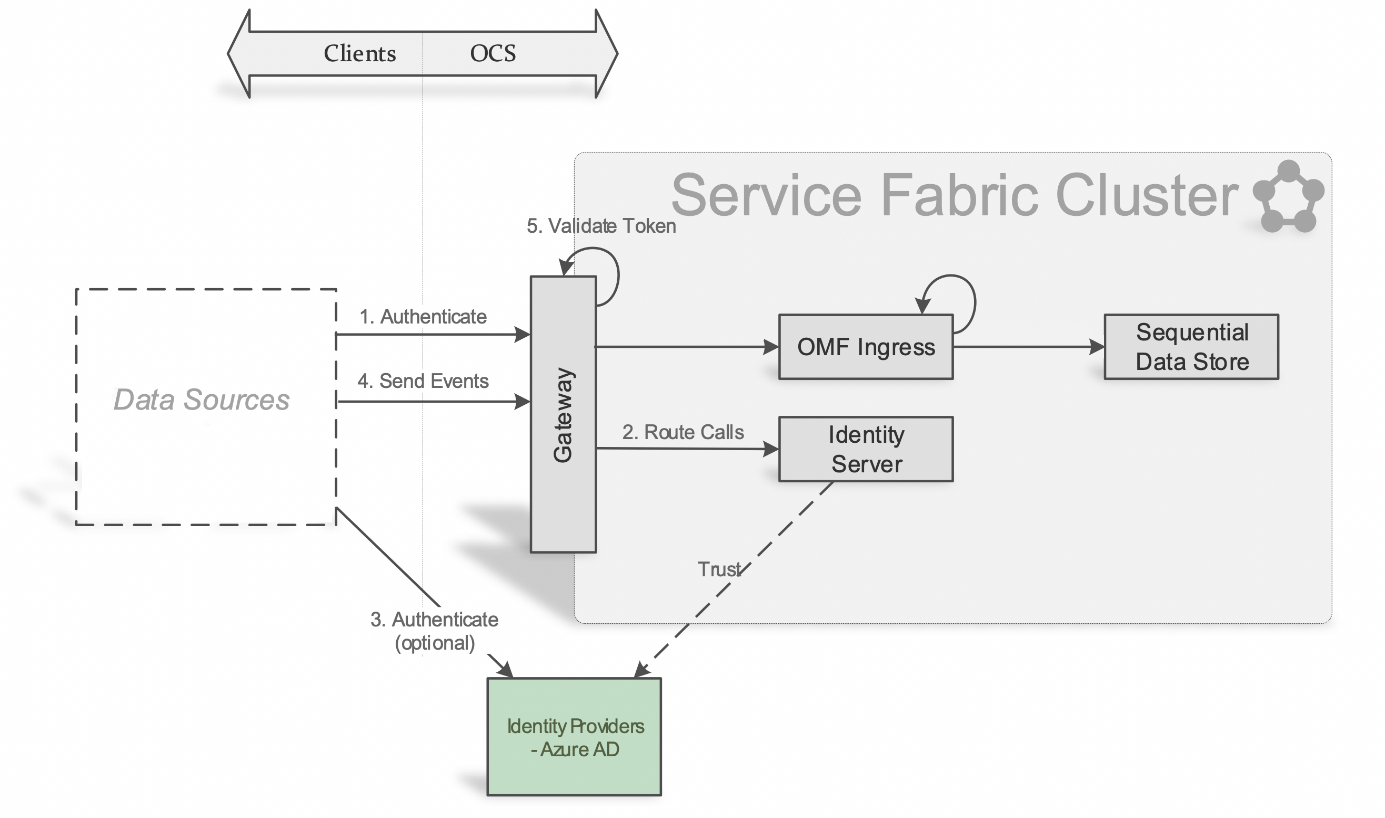 Clients
OCS
Service Fabric Cluster
5. Validate Token
1. Authenticate
4. Send Events
Data Sources
Gateway
OMF Ingress
Sequential
Data Store
2. Route Calls
Identity
Server
Trust
3. Authenticate
(optional)
Identity Providers
- Azure AD